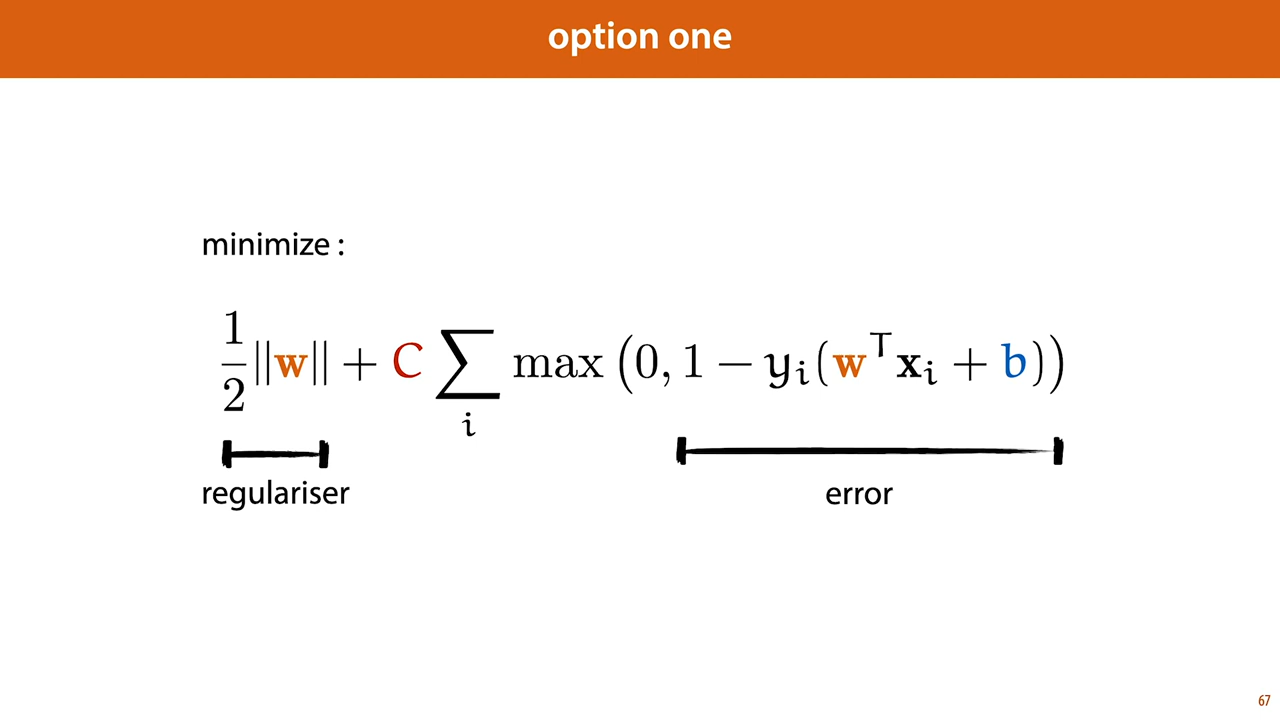 option one
minimize :
1/2 ||w|| + C ∑_i max (0, 1 − y_i(w^T x_i + b))
regulariser
error
67